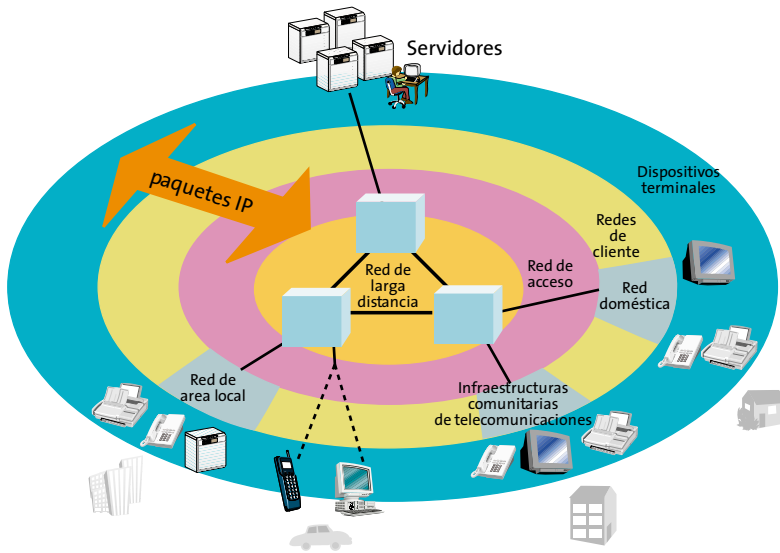 Servidores
paquetes IP
Dispositivos
terminales
Redes
de
cliente
Red de
acceso
Red de
larga
distancia
Red
doméstica
Red de
area local
Infraestructuras
comunitarias
de telecomunicaciones